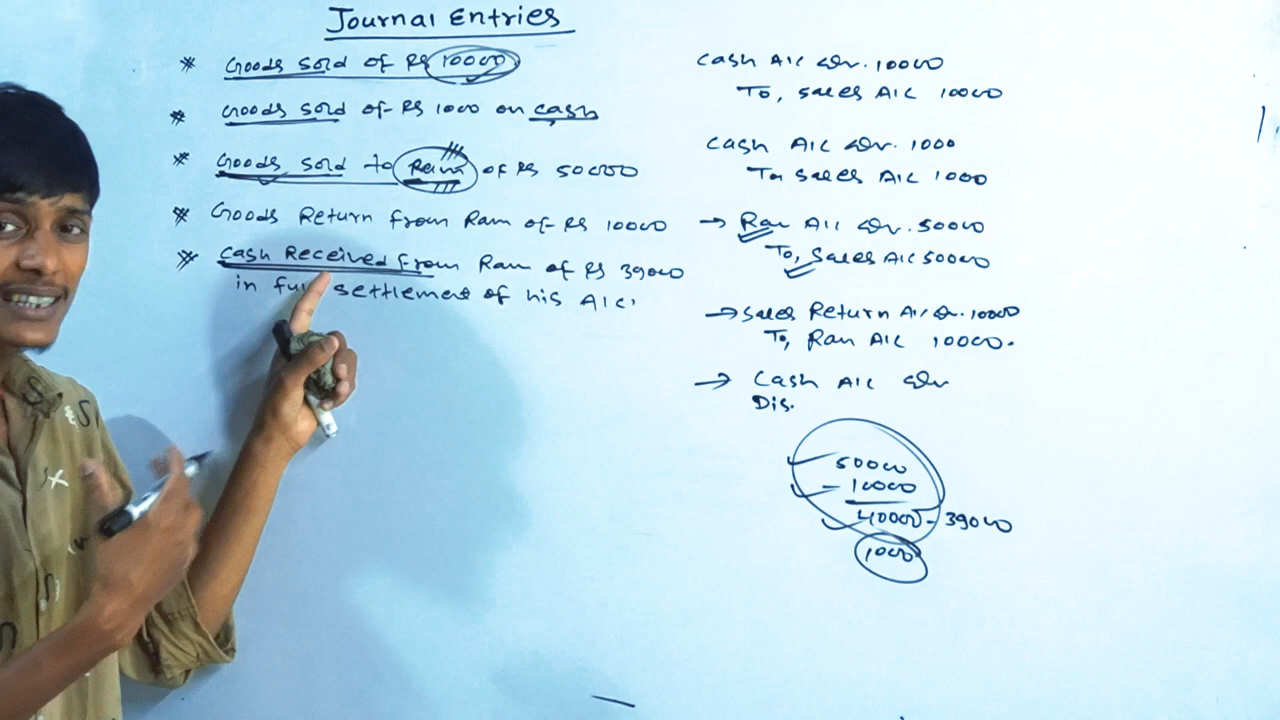 Journal Entries
* Goods sold of Rs 10000
* Goods sold of Rs 1000 on cash
* Goods sold to Ram of Rs 50000
* Goods Return from Ram of Rs 10000
* Cash Received from Ram of Rs 39000
in full settlement of his A/c.
Cash A/c Dr. 10000
To, Sales A/c 10000
Cash A/c Dr. 1000
To Sales A/c 1000
→ Ram A/c Dr. 50000
To, Sales A/c 50000
→ Sales Return A/c Dr. 10000
To, Ram A/c 10000.
→ Cash A/c Dr
Dis.
50000
- 10000
40000 - 39000
1000